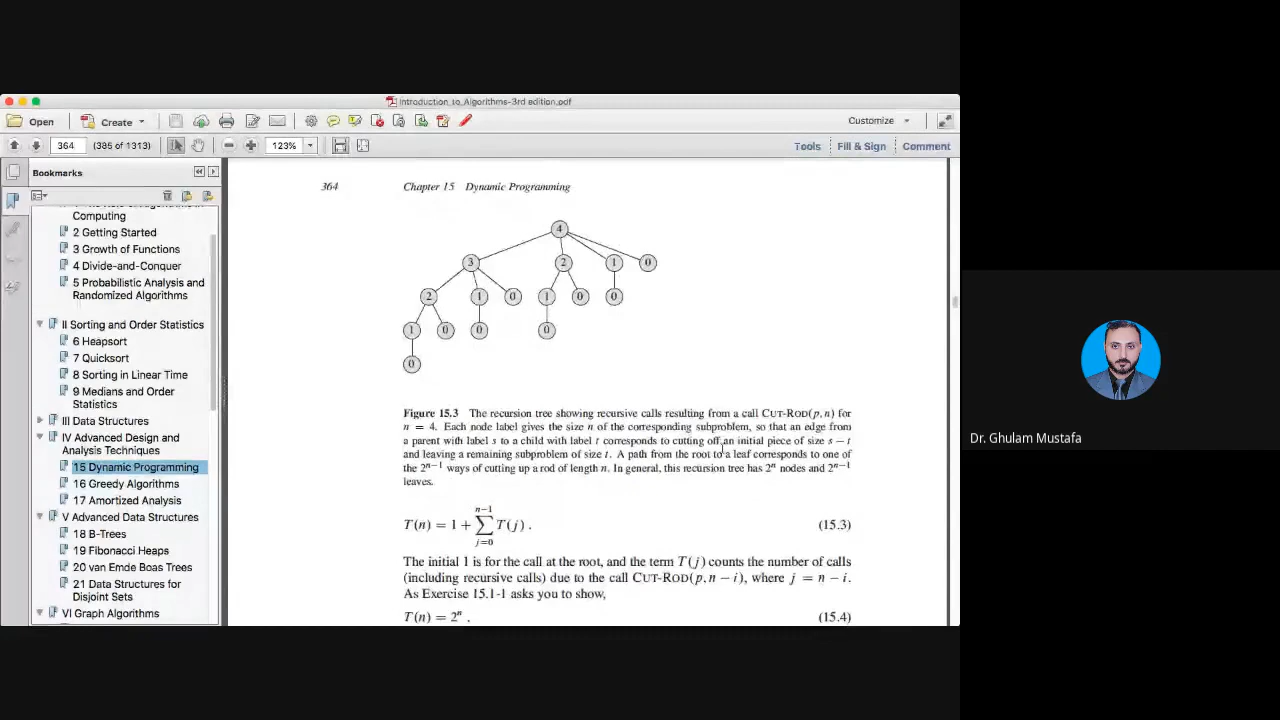 Introduction_to_Algorithms-3rd edition.pdf
Open
Create
Customize
364
(385 of 1313)
123%
Tools
Fill & Sign
Comment
Bookmarks
Computing
2 Getting Started
3 Growth of Functions
4 Divide-and-Conquer
5 Probabilistic Analysis and
Randomized Algorithms
II Sorting and Order Statistics
6 Heapsort
7 Quicksort
8 Sorting in Linear Time
9 Medians and Order
Statistics
III Data Structures
IV Advanced Design and
Analysis Techniques
15 Dynamic Programming
16 Greedy Algorithms
17 Amortized Analysis
V Advanced Data Structures
18 B-Trees
19 Fibonacci Heaps
20 van Emde Boas Trees
21 Data Structures for
Disjoint Sets
VI Graph Algorithms
364 Chapter 15 Dynamic Programming
4
3 2 1 0
2 1 0 1 0 0
1 0 0 0
0
Figure 15.3 The recursion tree showing recursive calls resulting from a call CUT-ROD(p, n) for
n = 4. Each node label gives the size n of the corresponding subproblem, so that an edge from
a parent with label s to a child with label t corresponds to cutting off an initial piece of size s − t
and leaving a remaining subproblem of size t. A path from the root to a leaf corresponds to one of
the 2ⁿ⁻¹ ways of cutting up a rod of length n. In general, this recursion tree has 2ⁿ nodes and 2ⁿ⁻¹
leaves.
T(n) = 1 + ∑_{j=0}^{n−1} T(j) . (15.3)
The initial 1 is for the call at the root, and the term T(j) counts the number of calls
(including recursive calls) due to the call CUT-ROD(p, n − i), where j = n − i.
As Exercise 15.1-1 asks you to show,
T(n) = 2ⁿ , (15.4)
Dr. Ghulam Mustafa